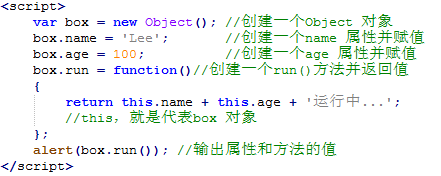 <script>
var box = new Object(); //创建一个Object 对象
box.name = 'Lee'; //创建一个name 属性并赋值
box.age = 100; //创建一个age 属性并赋值
box.run = function()//创建一个run()方法并返回值
{
return this.name + this.age + '运行中...';
//this，就是代表box 对象
};
alert(box.run()); //输出属性和方法的值
</script>